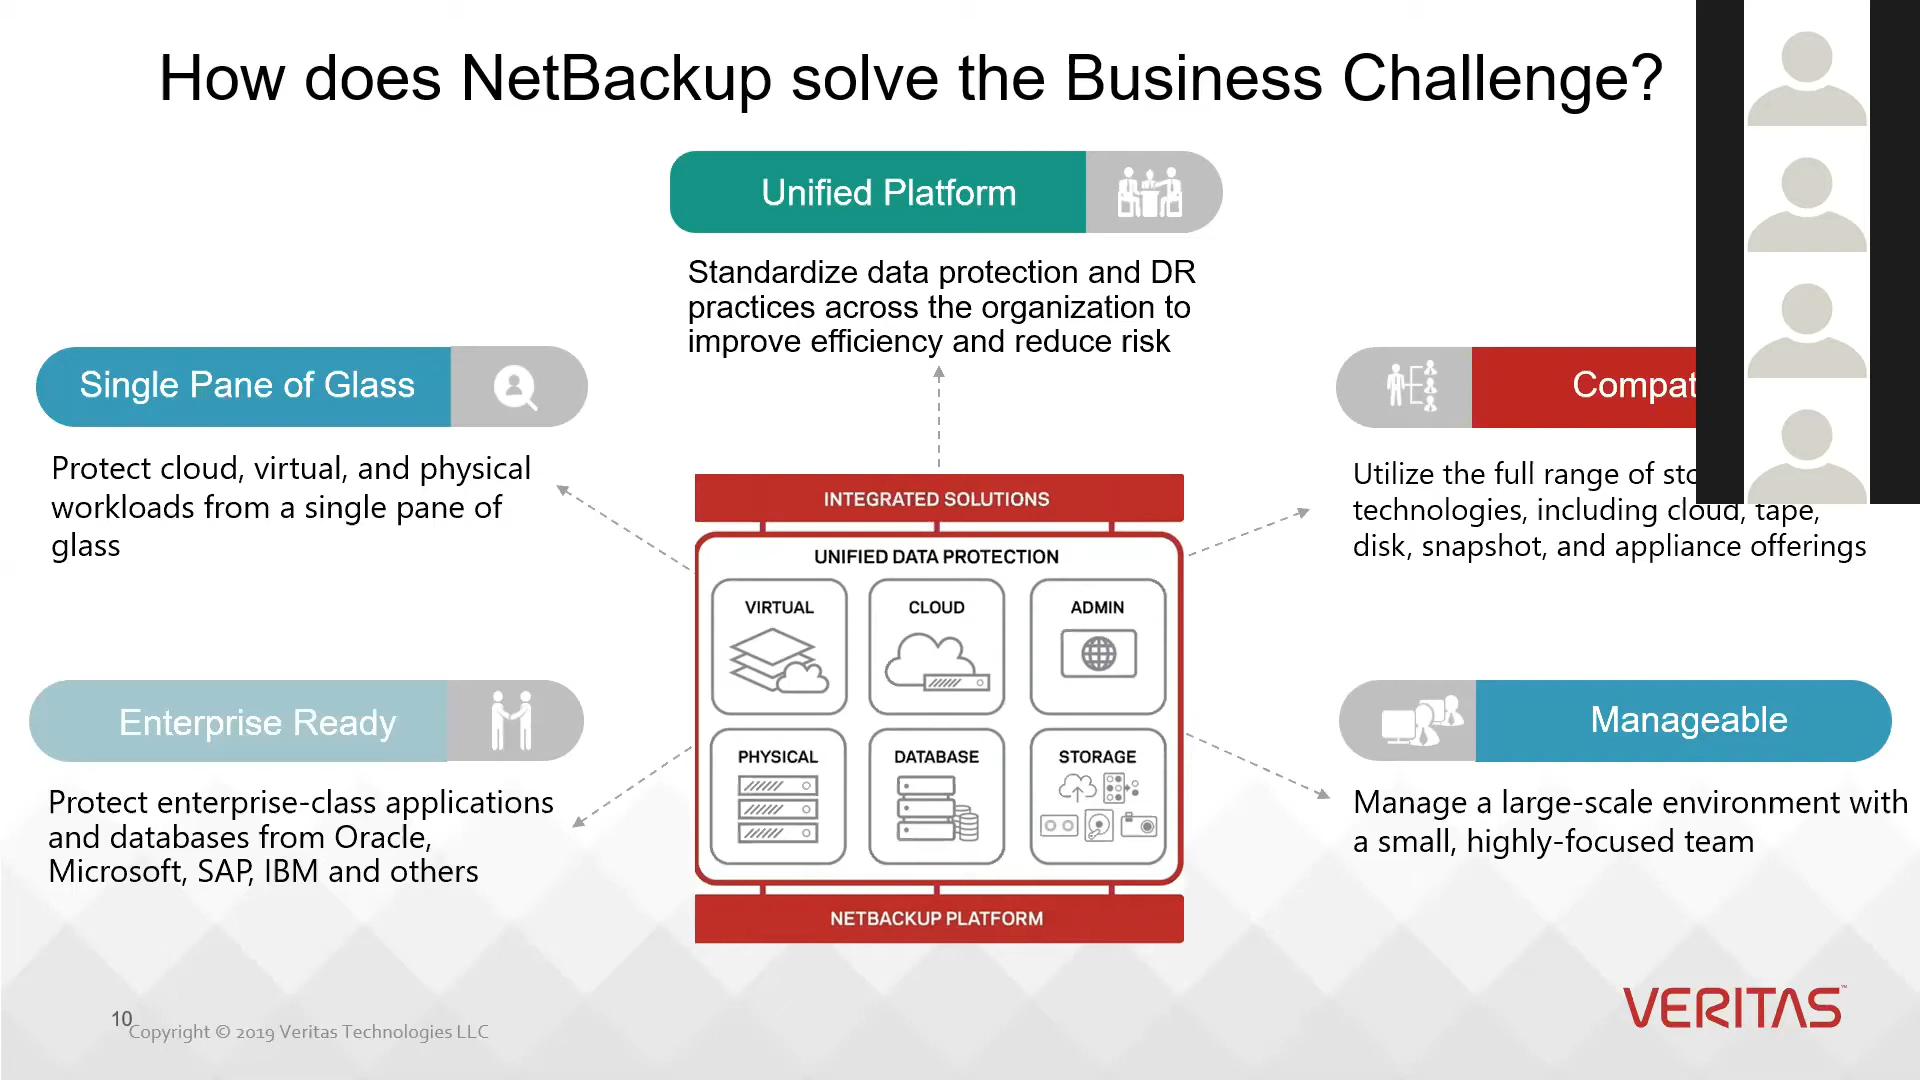 How does NetBackup solve the Business Challenge?
Unified Platform
Standardize data protection and DR
practices across the organization to
improve efficiency and reduce risk
Single Pane of Glass
Protect cloud, virtual, and physical
workloads from a single pane of
glass
Utilize the full range of
technologies, including cloud, tape,
disk, snapshot, and appliance offerings
INTEGRATED SOLUTIONS
UNIFIED DATA PROTECTION
VIRTUAL
CLOUD
ADMIN
PHYSICAL
DATABASE
STORAGE
NETBACKUP PLATFORM
Enterprise Ready
Protect enterprise-class applications
and databases from Oracle,
Microsoft, SAP, IBM and others
Manageable
Manage a large-scale environment with
a small, highly-focused team
10
Copyright © 2019 Veritas Technologies LLC
VERITAS™